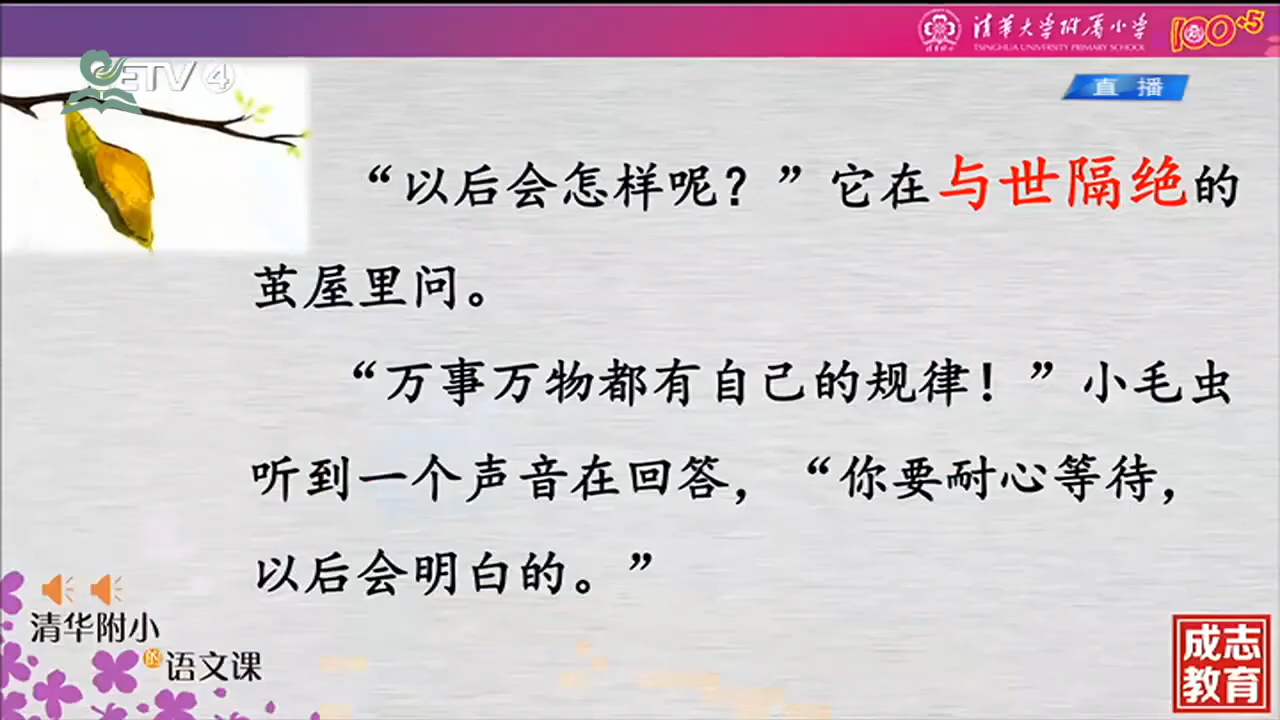 清华大学附属小学
TSINGHUA UNIVERSITY PRIMARY SCHOOL
100+5
CETV 4
直播
“以后会怎样呢？”它在与世隔绝的
茧屋里问。
“万事万物都有自己的规律！”小毛虫
听到一个声音在回答，“你要耐心等待，
以后会明白的。”
清华附小
的语文课
成志
教育